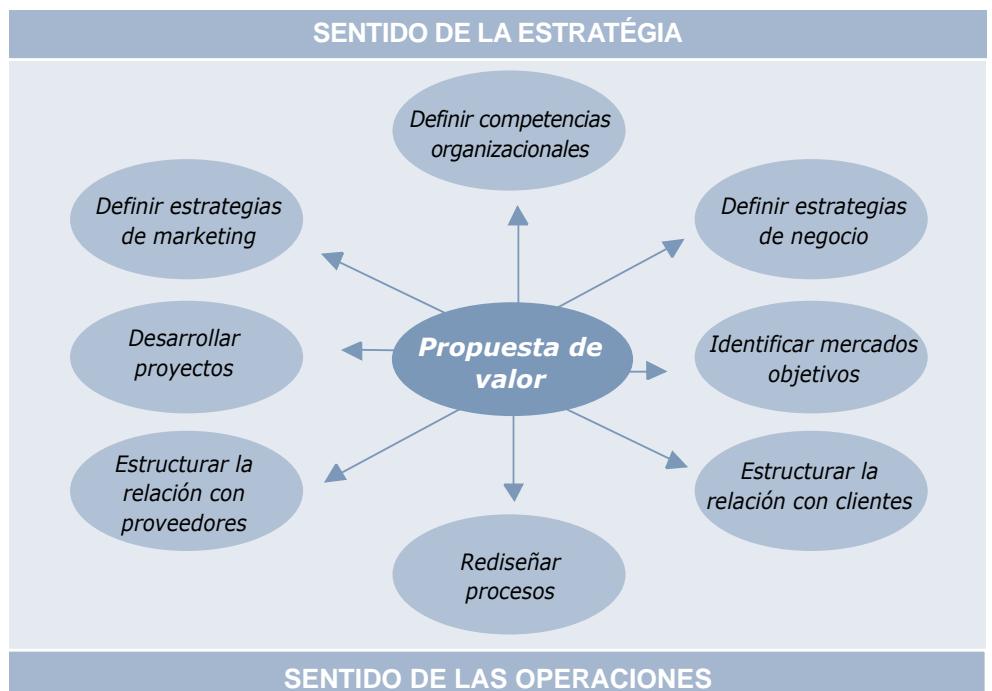 SENTIDO DE LA ESTRATÉGIA
Definir competencias
organizacionales
Definir estrategias
de marketing
Definir estrategias
de negocio
Desarrollar
proyectos
Propuesta de
valor
Identificar mercados
objetivos
Estructurar la
relación con
proveedores
Estructurar la
relación con clientes
Rediseñar
procesos
SENTIDO DE LAS OPERACIONES